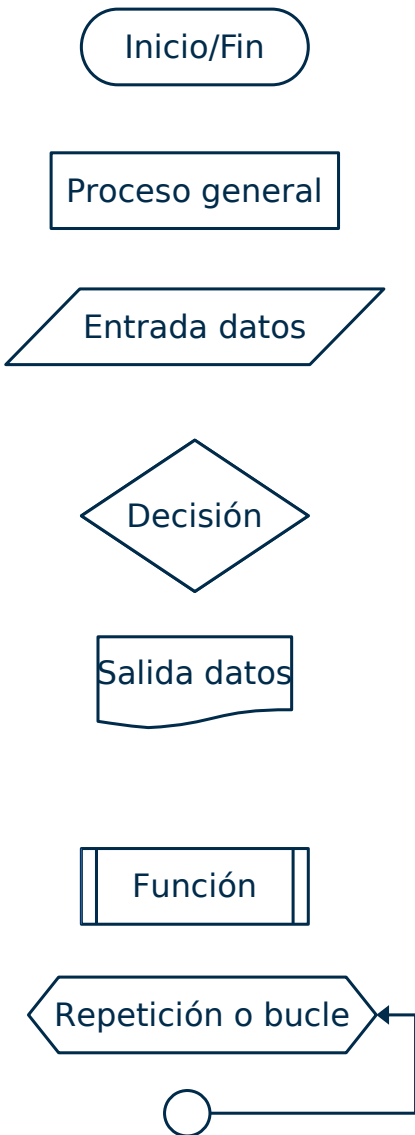 Inicio/Fin
Proceso general
Entrada datos
Decisión
Salida datos
Función
Repetición o bucle